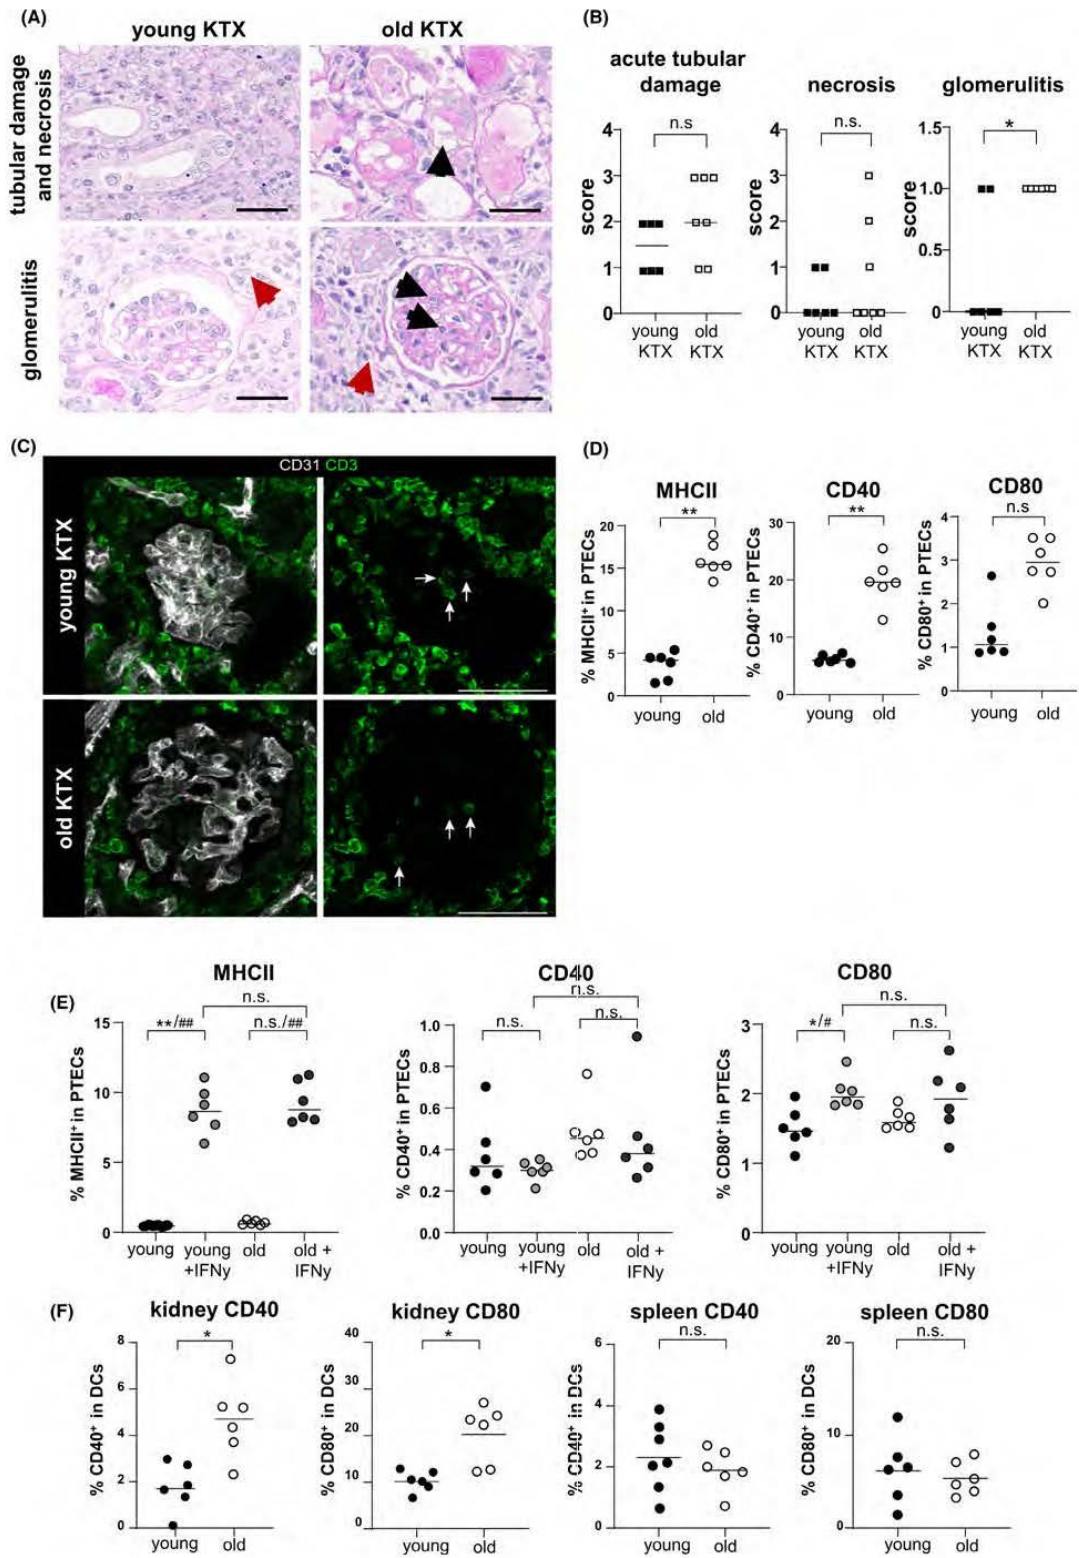 (A)
young KTX
old KTX
tubular damage
and necrosis
glomerulitis
(B)
acute tubular
damage
necrosis
glomerulitis
n.s
n.s.
*
score
4
3
2
1
0
young
KTX
old
KTX
score
4
3
2
1
0
young
KTX
old
KTX
score
1.5
1.0
0.5
0
young
KTX
old
KTX
(C)
CD31 CD3
young KTX
old KTX
(D)
MHCII
**
% MHCII⁺ in PTECs
20
15
10
5
0
young
old
CD40
**
% CD40⁺ in PTECs
30
20
10
0
young
old
CD80
n.s
% CD80⁺ in PTECs
4
3
2
1
0
young
old
(E)
MHCII
n.s.
**/##
n.s./##
% MHCII⁺ in PTECs
15
10
5
0
young
young
+IFNy
old
old +
IFNy
CD40
n.s.
n.s.
n.s.
% CD40⁺ in PTECs
1.0
0.8
0.6
0.4
0.2
0.0
young
young
+IFNy
old
old +
IFNy
CD80
n.s.
*/#
n.s.
% CD80⁺ in PTECs
3
2
1
0
young
young
+IFNy
old
old +
IFNy
(F)
kidney CD40
*
% CD40⁺ in DCs
8
6
4
2
0
young
old
kidney CD80
*
% CD80⁺ in DCs
40
30
20
10
0
young
old
spleen CD40
n.s.
% CD40⁺ in DCs
6
4
2
0
young
old
spleen CD80
n.s.
% CD80⁺ in DCs
20
10
0
young
old